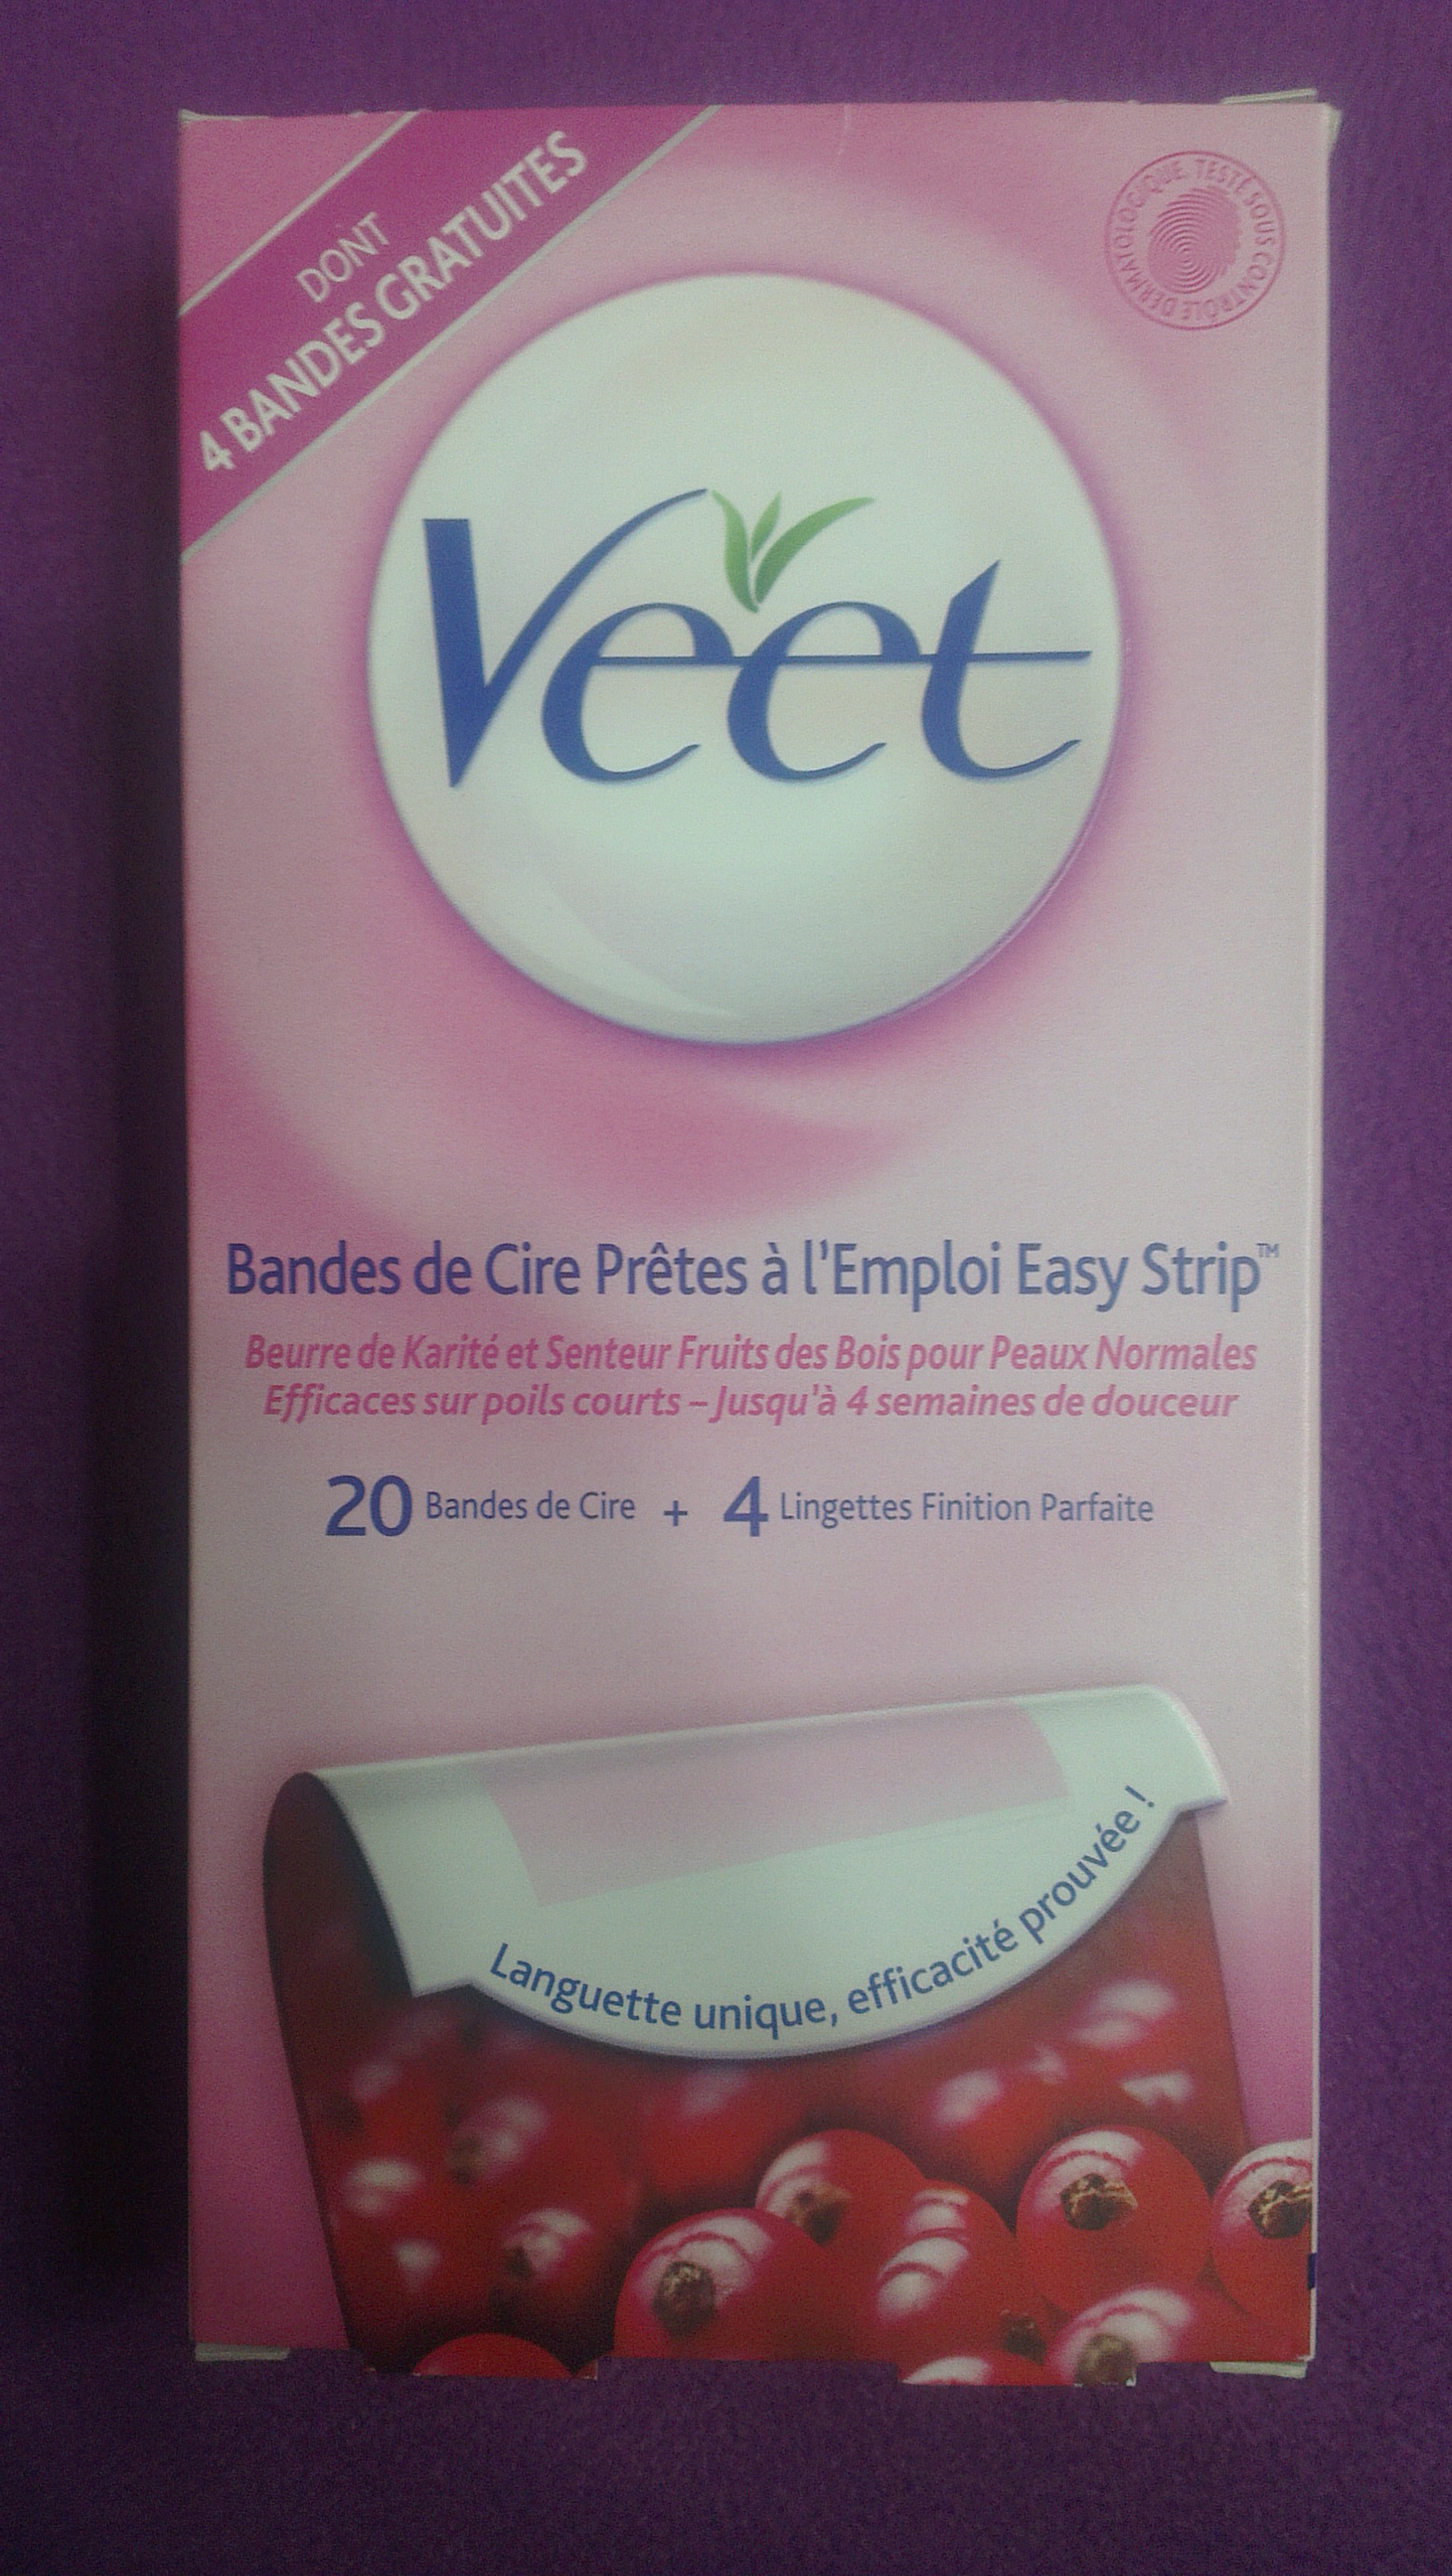 DONT
4 BANDES GRATUITES
TESTÉ SOUS CONTRÔLE DERMATOLOGIQUE.
Veet
Bandes de Cire Prêtes à l'Emploi Easy Strip™
Beurre de Karité et Senteur Fruits des Bois pour Peaux Normales
Efficaces sur poils courts – Jusqu'à 4 semaines de douceur
20 Bandes de Cire + 4 Lingettes Finition Parfaite
Languette unique, efficacité prouvée !